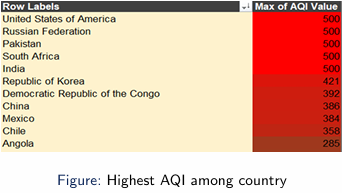 Row Labels Max of AQI Value
United States of America 500
Russian Federation 500
Pakistan 500
South Africa 500
India 500
Republic of Korea 421
Democratic Republic of the Congo 392
China 386
Mexico 384
Chile 358
Angola 285
Figure: Highest AQI among country